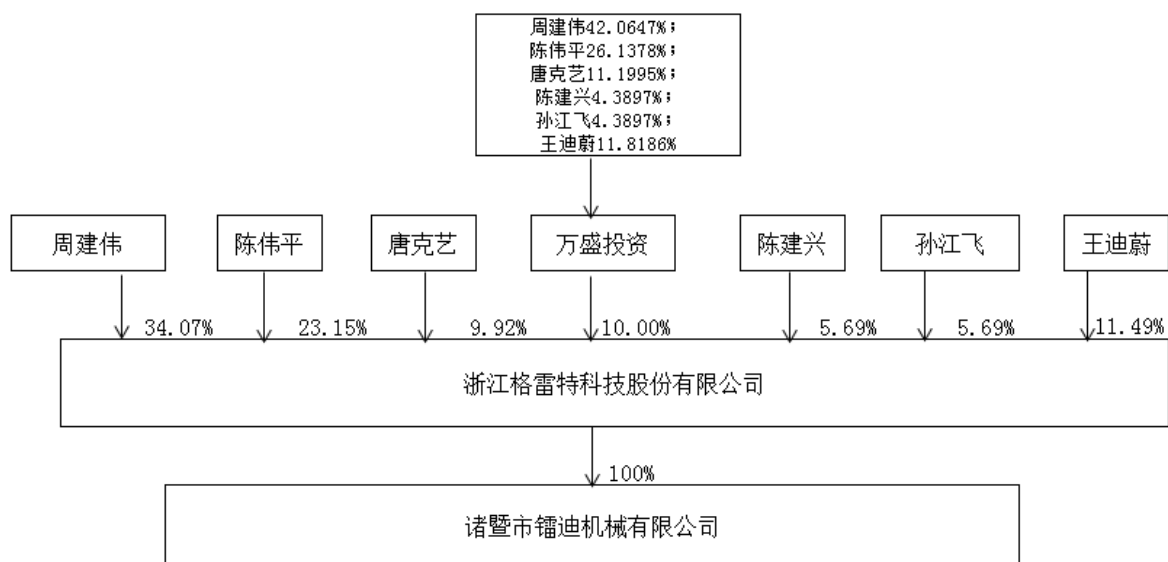 周建伟42.0647%;
陈伟平26.1378%;
唐克艺11.1995%;
陈建兴4.3897%;
孙江飞4.3897%;
王迪蔚11.8186%
周建伟 陈伟平 唐克艺 万盛投资 陈建兴 孙江飞 王迪蔚
34.07% 23.15% 9.92% 10.00% 5.69% 5.69% 11.49%
浙江格雷特科技股份有限公司
100%
诸暨市镭迪机械有限公司